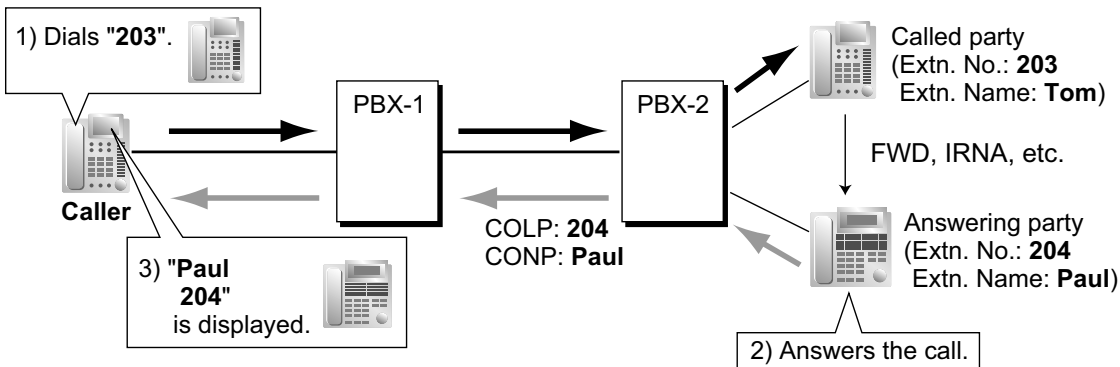 1) Dials "203".
Caller
PBX-1
PBX-2
Called party
(Extn. No.: 203
Extn. Name: Tom)
FWD, IRNA, etc.
COLP: 204
CONP: Paul
Answering party
(Extn. No.: 204
Extn. Name: Paul)
3) "Paul
204"
is displayed.
2) Answers the call.